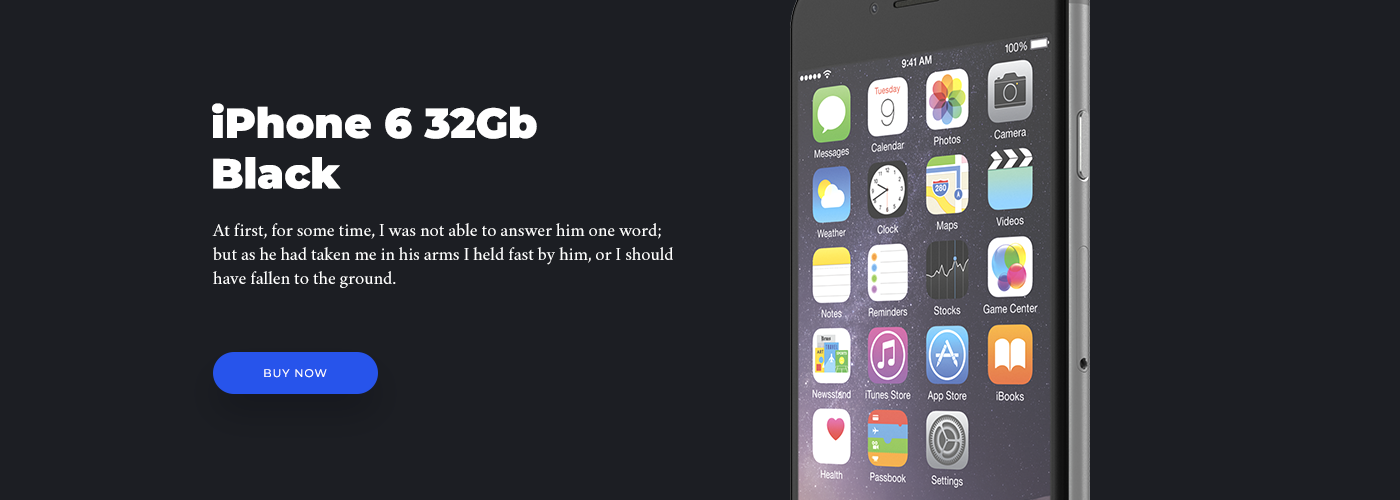 iPhone 6 32Gb
Black
At first, for some time, I was not able to answer him one word;
but as he had taken me in his arms I held fast by him, or I should
have fallen to the ground.
BUY NOW
9:41 AM
100%
Tuesday
9
Messages
Calendar
Photos
Camera
280
Weather
Clock
Maps
Videos
Notes
Reminders
Stocks
Game Center
Newsstand
iTunes Store
App Store
iBooks
Health
Passbook
Settings